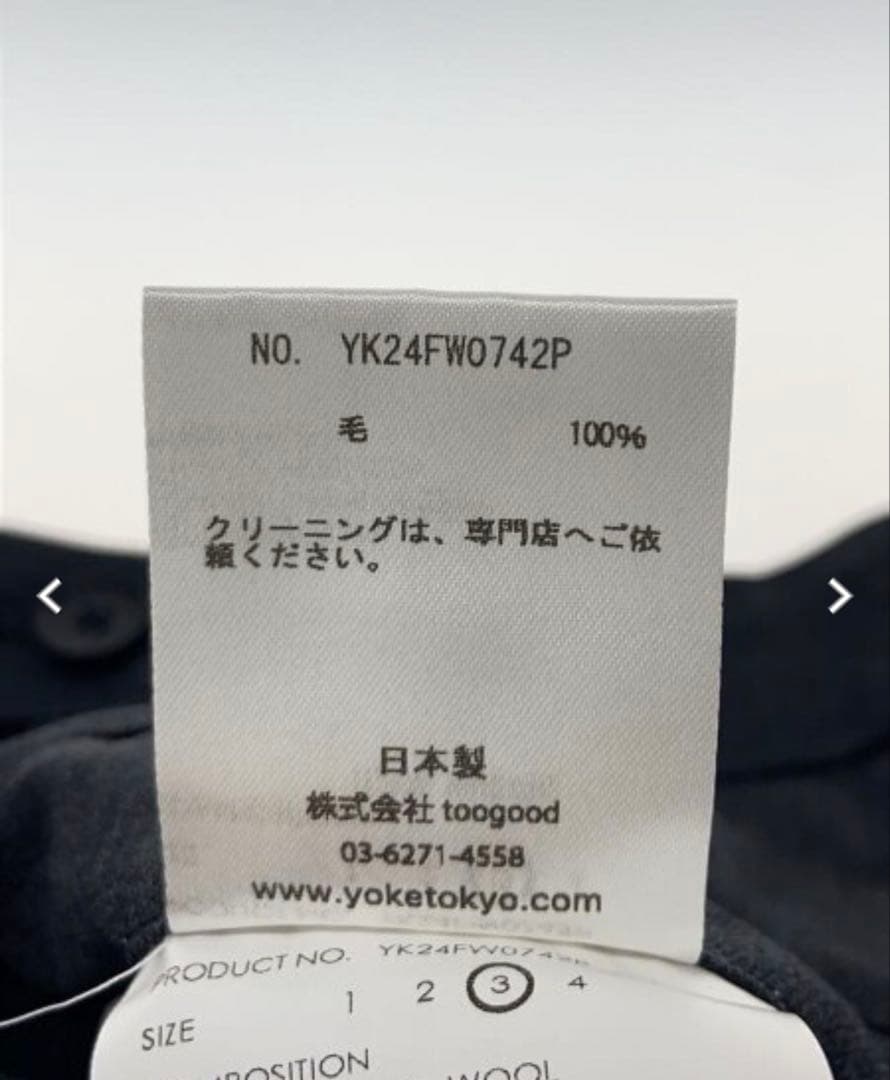 NO. YK24FW0742P
毛 100%
クリーニングは、専門店へご依
頼ください。
日本製
株式会社 toogood
03-6271-4558
www.yoketokyo.com
PRODUCT NO.
1 2 3 4
SIZE
WOOL